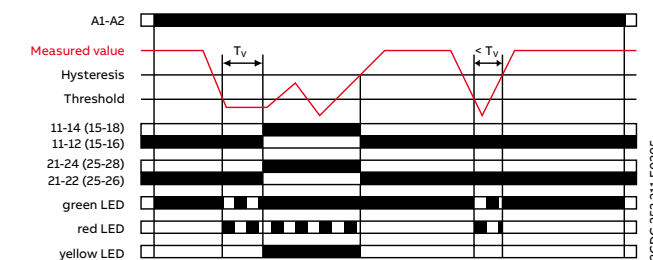 A1-A2
Measured value
Tv
< Tv
Hysteresis
Threshold
11-14 (15-18)
11-12 (15-16)
21-24 (25-28)
21-22 (25-26)
green LED
red LED
yellow LED